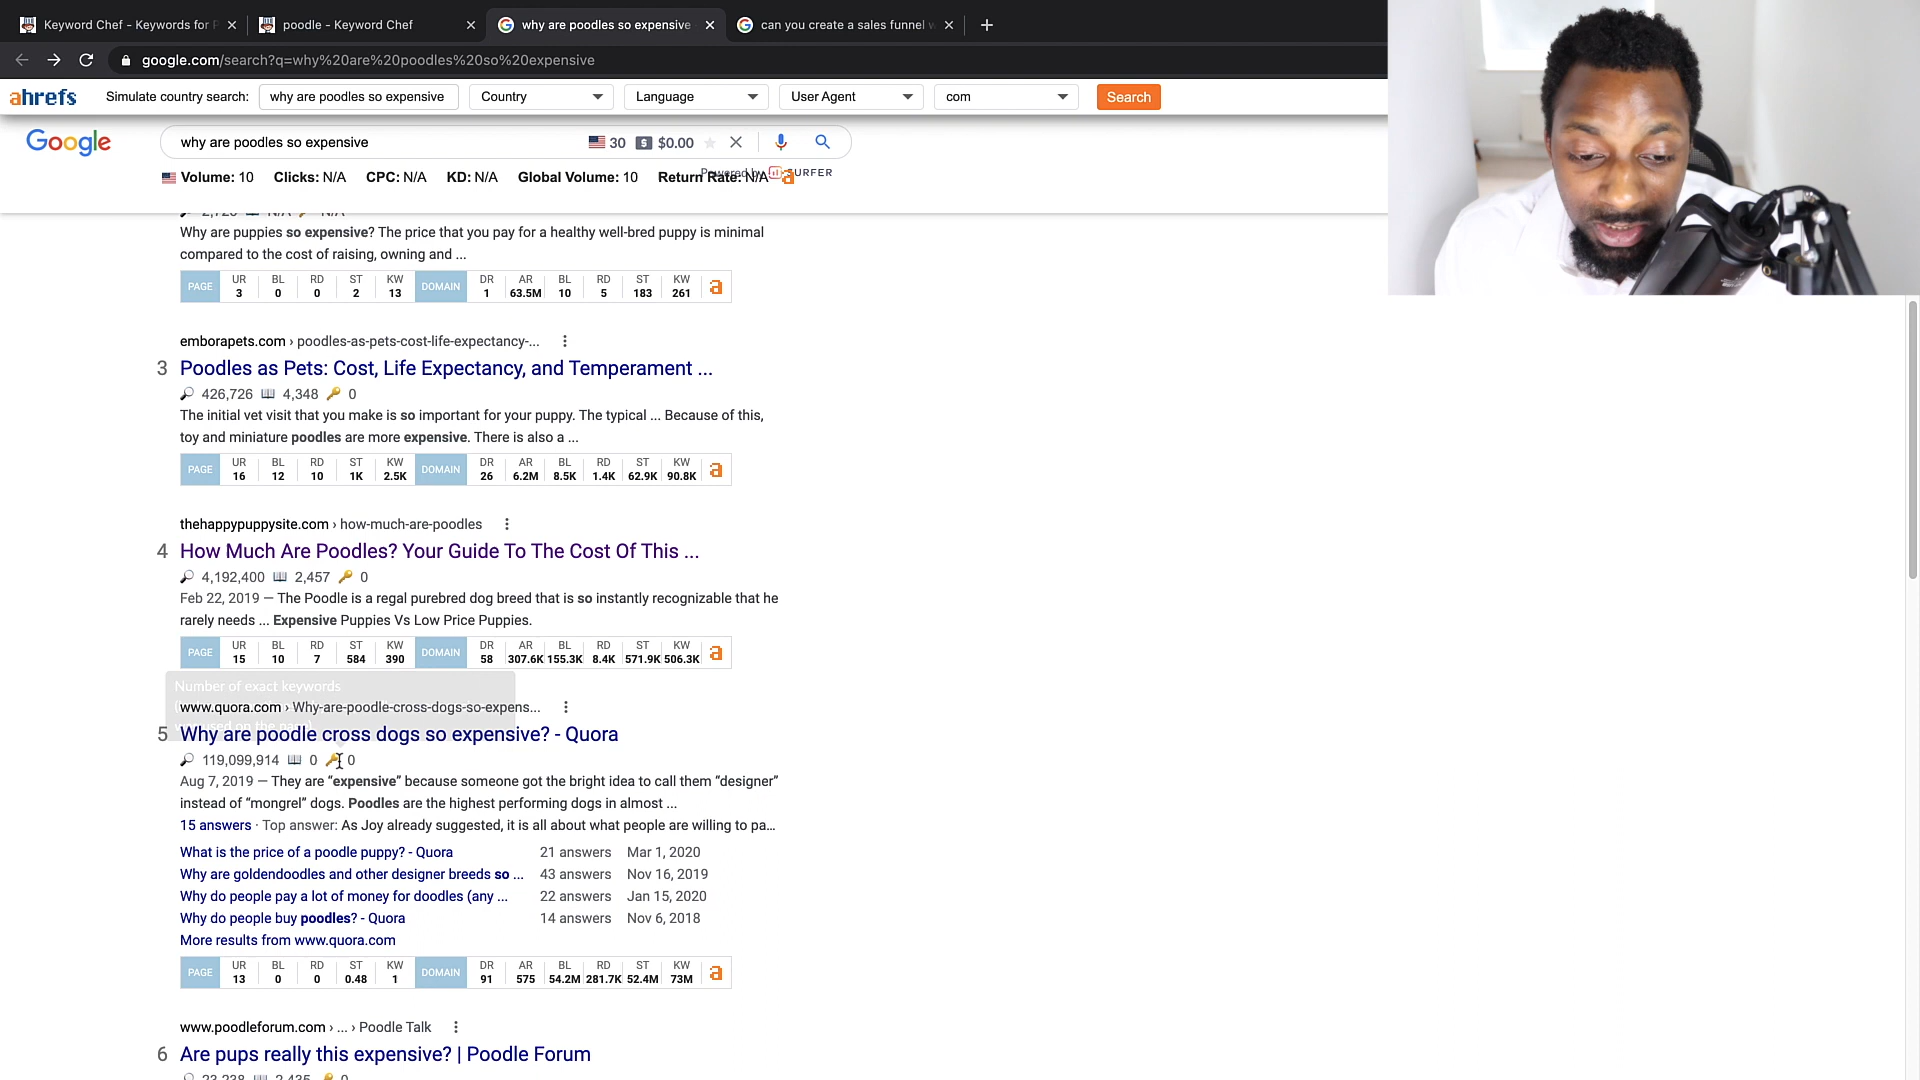 Keyword Chef - Keywords for P
poodle - Keyword Chef
why are poodles so expensive
can you create a sales funnel w
google.com/search?q=why%20are%20poodles%20so%20expensive
ahrefs Simulate country search: why are poodles so expensive Country Language User Agent com Search
Google why are poodles so expensive 30 $0.00
Volume: 10 Clicks: N/A CPC: N/A KD: N/A Global Volume: 10 Return Rate: N/A
Powered by SURFER
Why are puppies so expensive? The price that you pay for a healthy well-bred puppy is minimal
compared to the cost of raising, owning and ...
PAGE UR BL RD ST KW DOMAIN DR AR BL RD ST KW
3 0 0 2 13 1 63.5M 10 5 183 261
emborapets.com › poodles-as-pets-cost-life-expectancy-...
3 Poodles as Pets: Cost, Life Expectancy, and Temperament ...
426,726 4,348 0
The initial vet visit that you make is so important for your puppy. The typical ... Because of this,
toy and miniature poodles are more expensive. There is also a ...
PAGE UR BL RD ST KW DOMAIN DR AR BL RD ST KW
16 12 10 1K 2.5K 26 6.2M 8.5K 1.4K 62.9K 90.8K
thehappypuppysite.com › how-much-are-poodles
4 How Much Are Poodles? Your Guide To The Cost Of This ...
4,192,400 2,457 0
Feb 22, 2019 — The Poodle is a regal purebred dog breed that is so instantly recognizable that he
rarely needs ... Expensive Puppies Vs Low Price Puppies.
PAGE UR BL RD ST KW DOMAIN DR AR BL RD ST KW
15 10 7 584 390 58 307.6K 155.3K 8.4K 571.9K 506.3K
Number of exact keywords
www.quora.com › Why-are-poodle-cross-dogs-so-expens...
used on the page)
5 Why are poodle cross dogs so expensive? - Quora
119,099,914 0 0
Aug 7, 2019 — They are “expensive” because someone got the bright idea to call them “designer”
instead of “mongrel” dogs. Poodles are the highest performing dogs in almost ...
15 answers · Top answer: As Joy already suggested, it is all about what people are willing to pa...
What is the price of a poodle puppy? - Quora 21 answers Mar 1, 2020
Why are goldendoodles and other designer breeds so ... 43 answers Nov 16, 2019
Why do people pay a lot of money for doodles (any ... 22 answers Jan 15, 2020
Why do people buy poodles? - Quora 14 answers Nov 6, 2018
More results from www.quora.com
PAGE UR BL RD ST KW DOMAIN DR AR BL RD ST KW
13 0 0 0.48 1 91 575 54.2M 281.7K 52.4M 73M
www.poodleforum.com › ... › Poodle Talk
6 Are pups really this expensive? | Poodle Forum